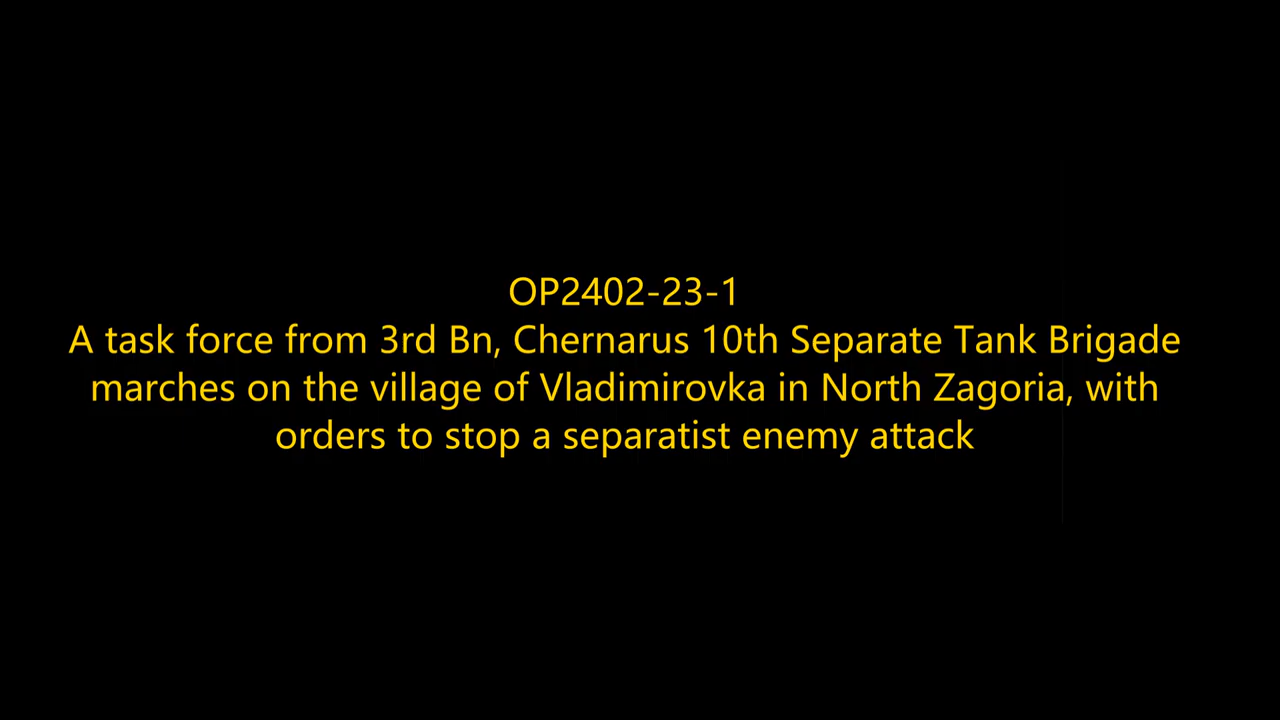 OP2402-23-1
A task force from 3rd Bn, Chernarus 10th Separate Tank Brigade
marches on the village of Vladimirovka in North Zagoria, with
orders to stop a separatist enemy attack